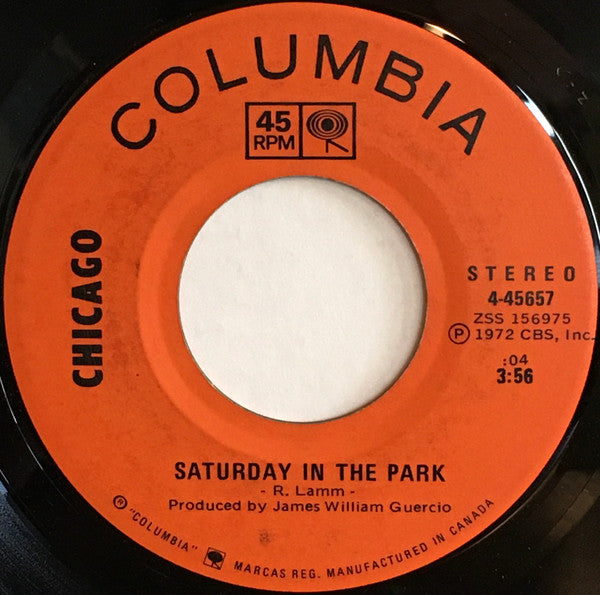 COLUMBIA
45
RPM
CHICAGO
STEREO
4-45657
ZSS 156975
Ⓟ 1972 CBS, Inc.
:04
3:56
SATURDAY IN THE PARK
- R. Lamm -
Produced by James William Guercio
® "COLUMBIA" MARCAS REG. MANUFACTURED IN CANADA